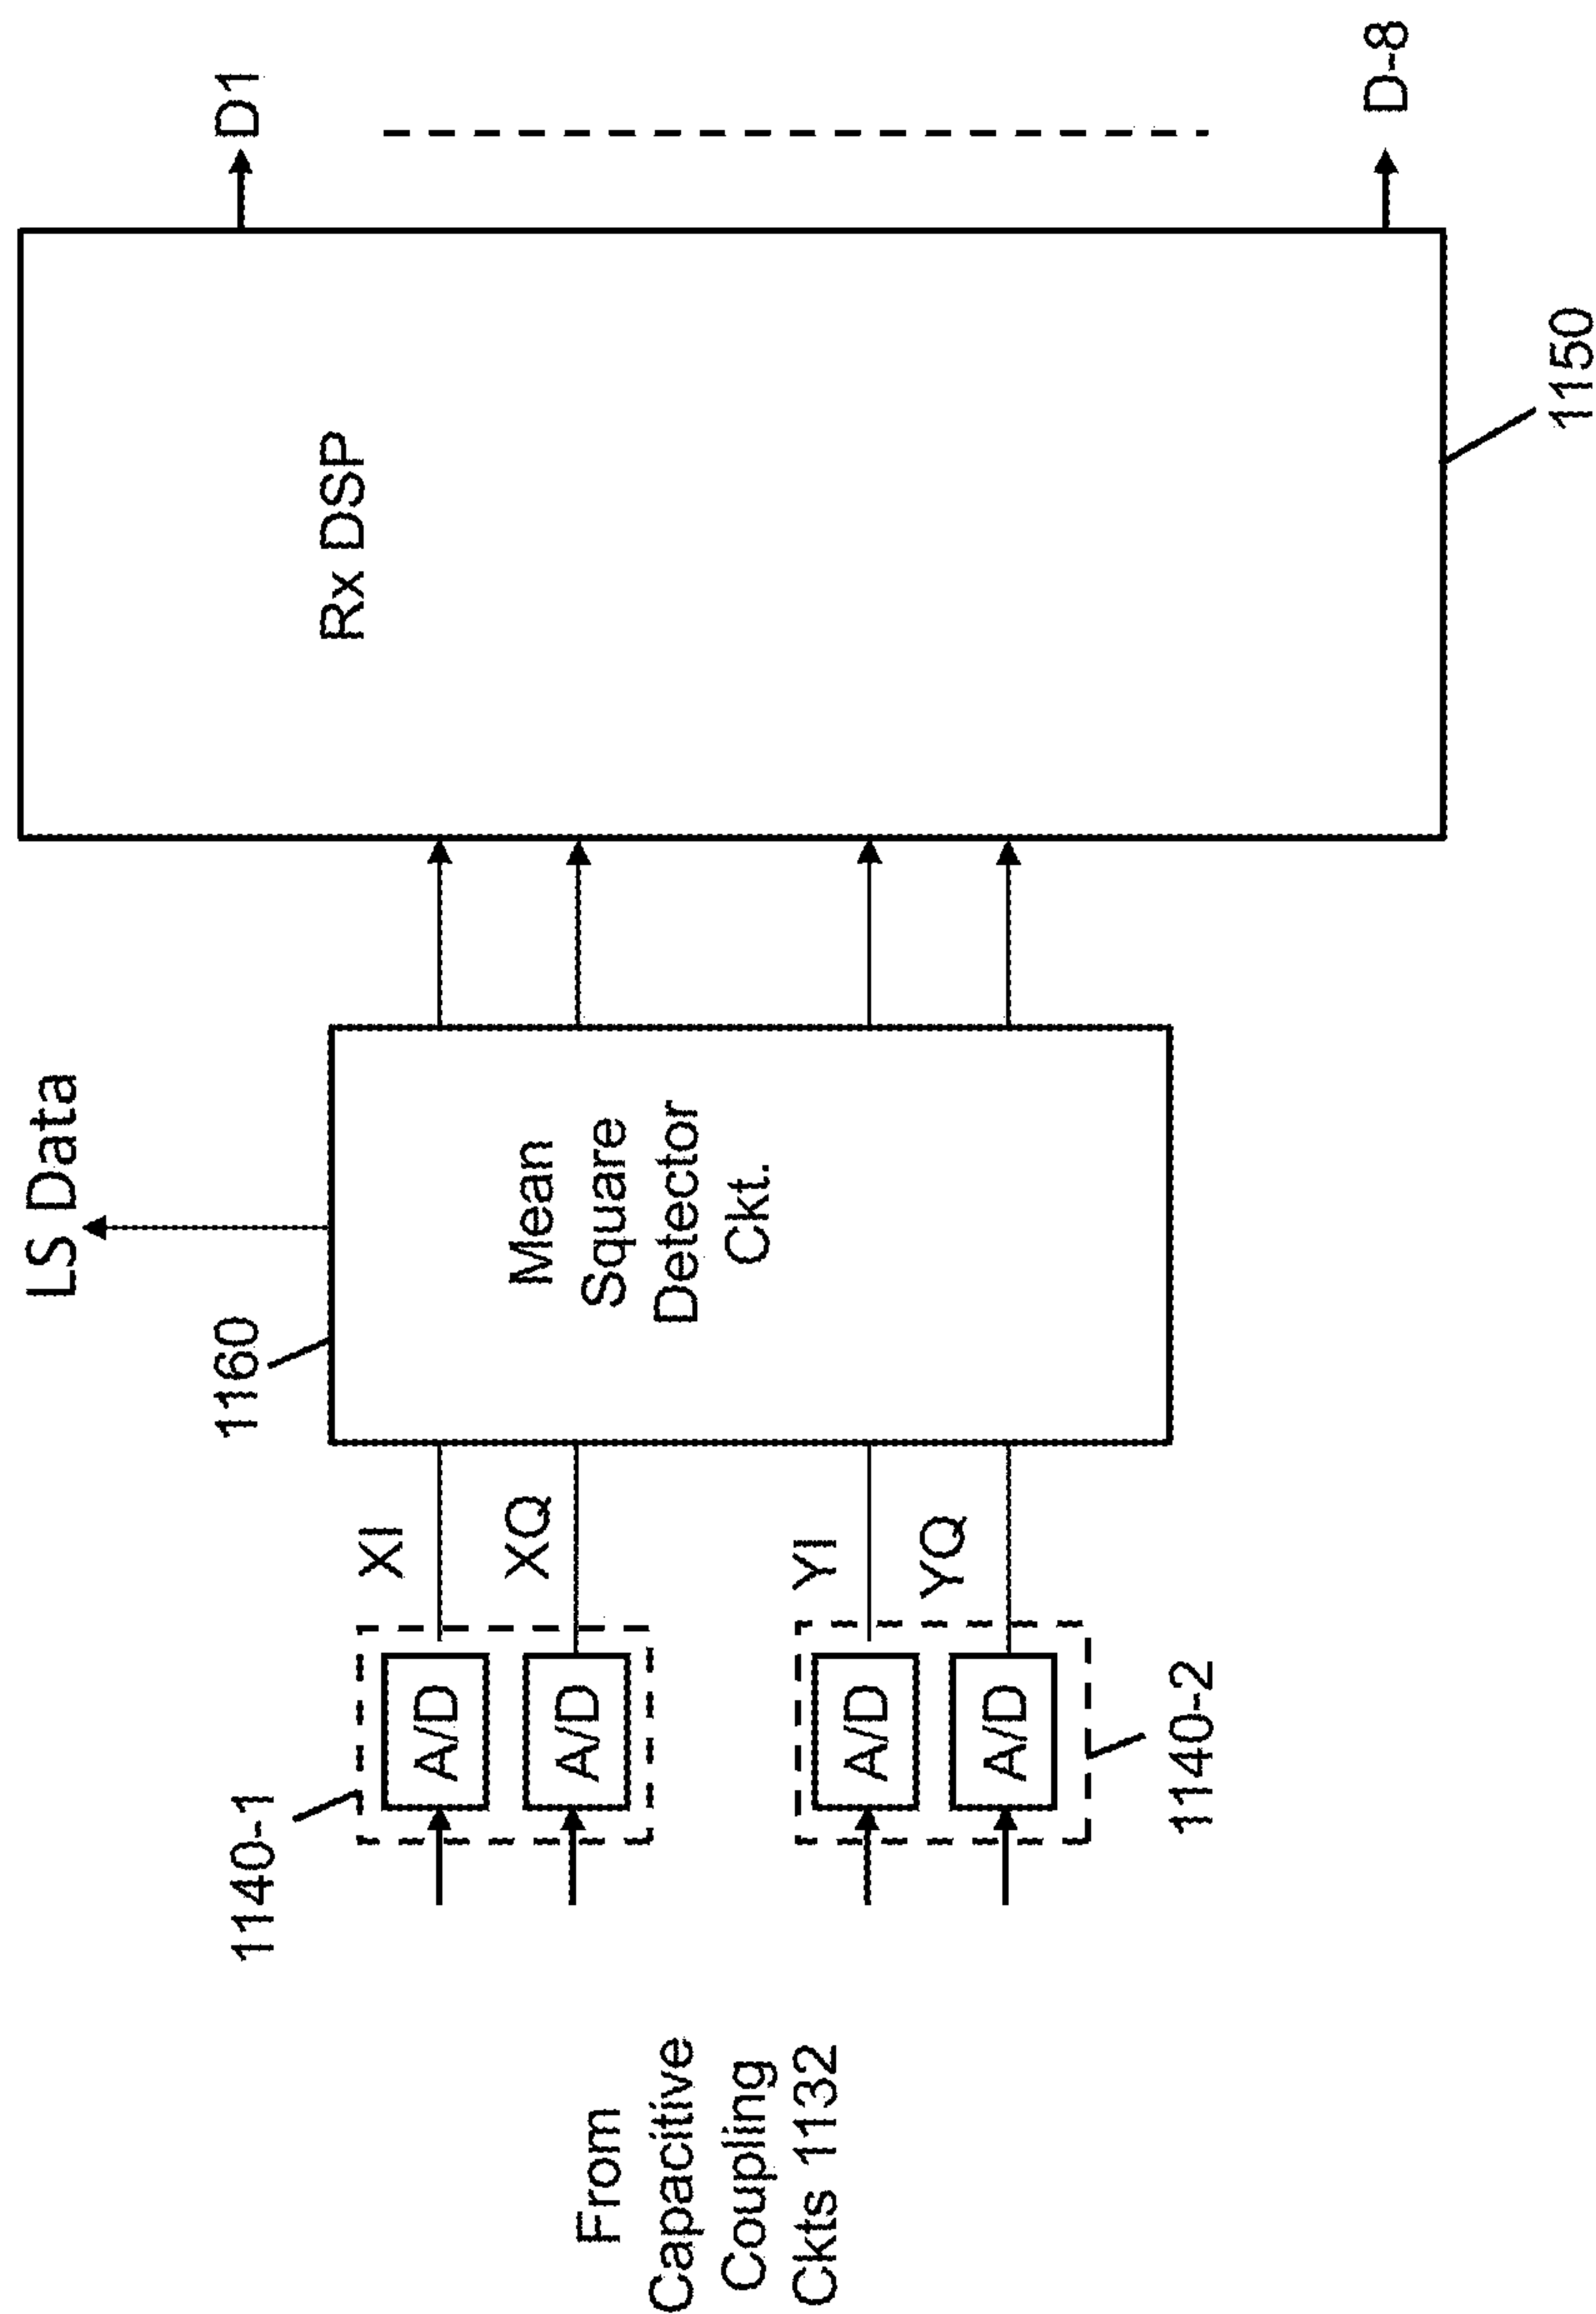 LS Data
1160
1140-1
1140-2
1150
D1
D-8
From
Capacitive
Coupling
Ckts 1132
A/D
A/D
A/D
A/D
XI
XQ
YI
YQ
Mean
Square
Detector
Ckt.
Rx DSP